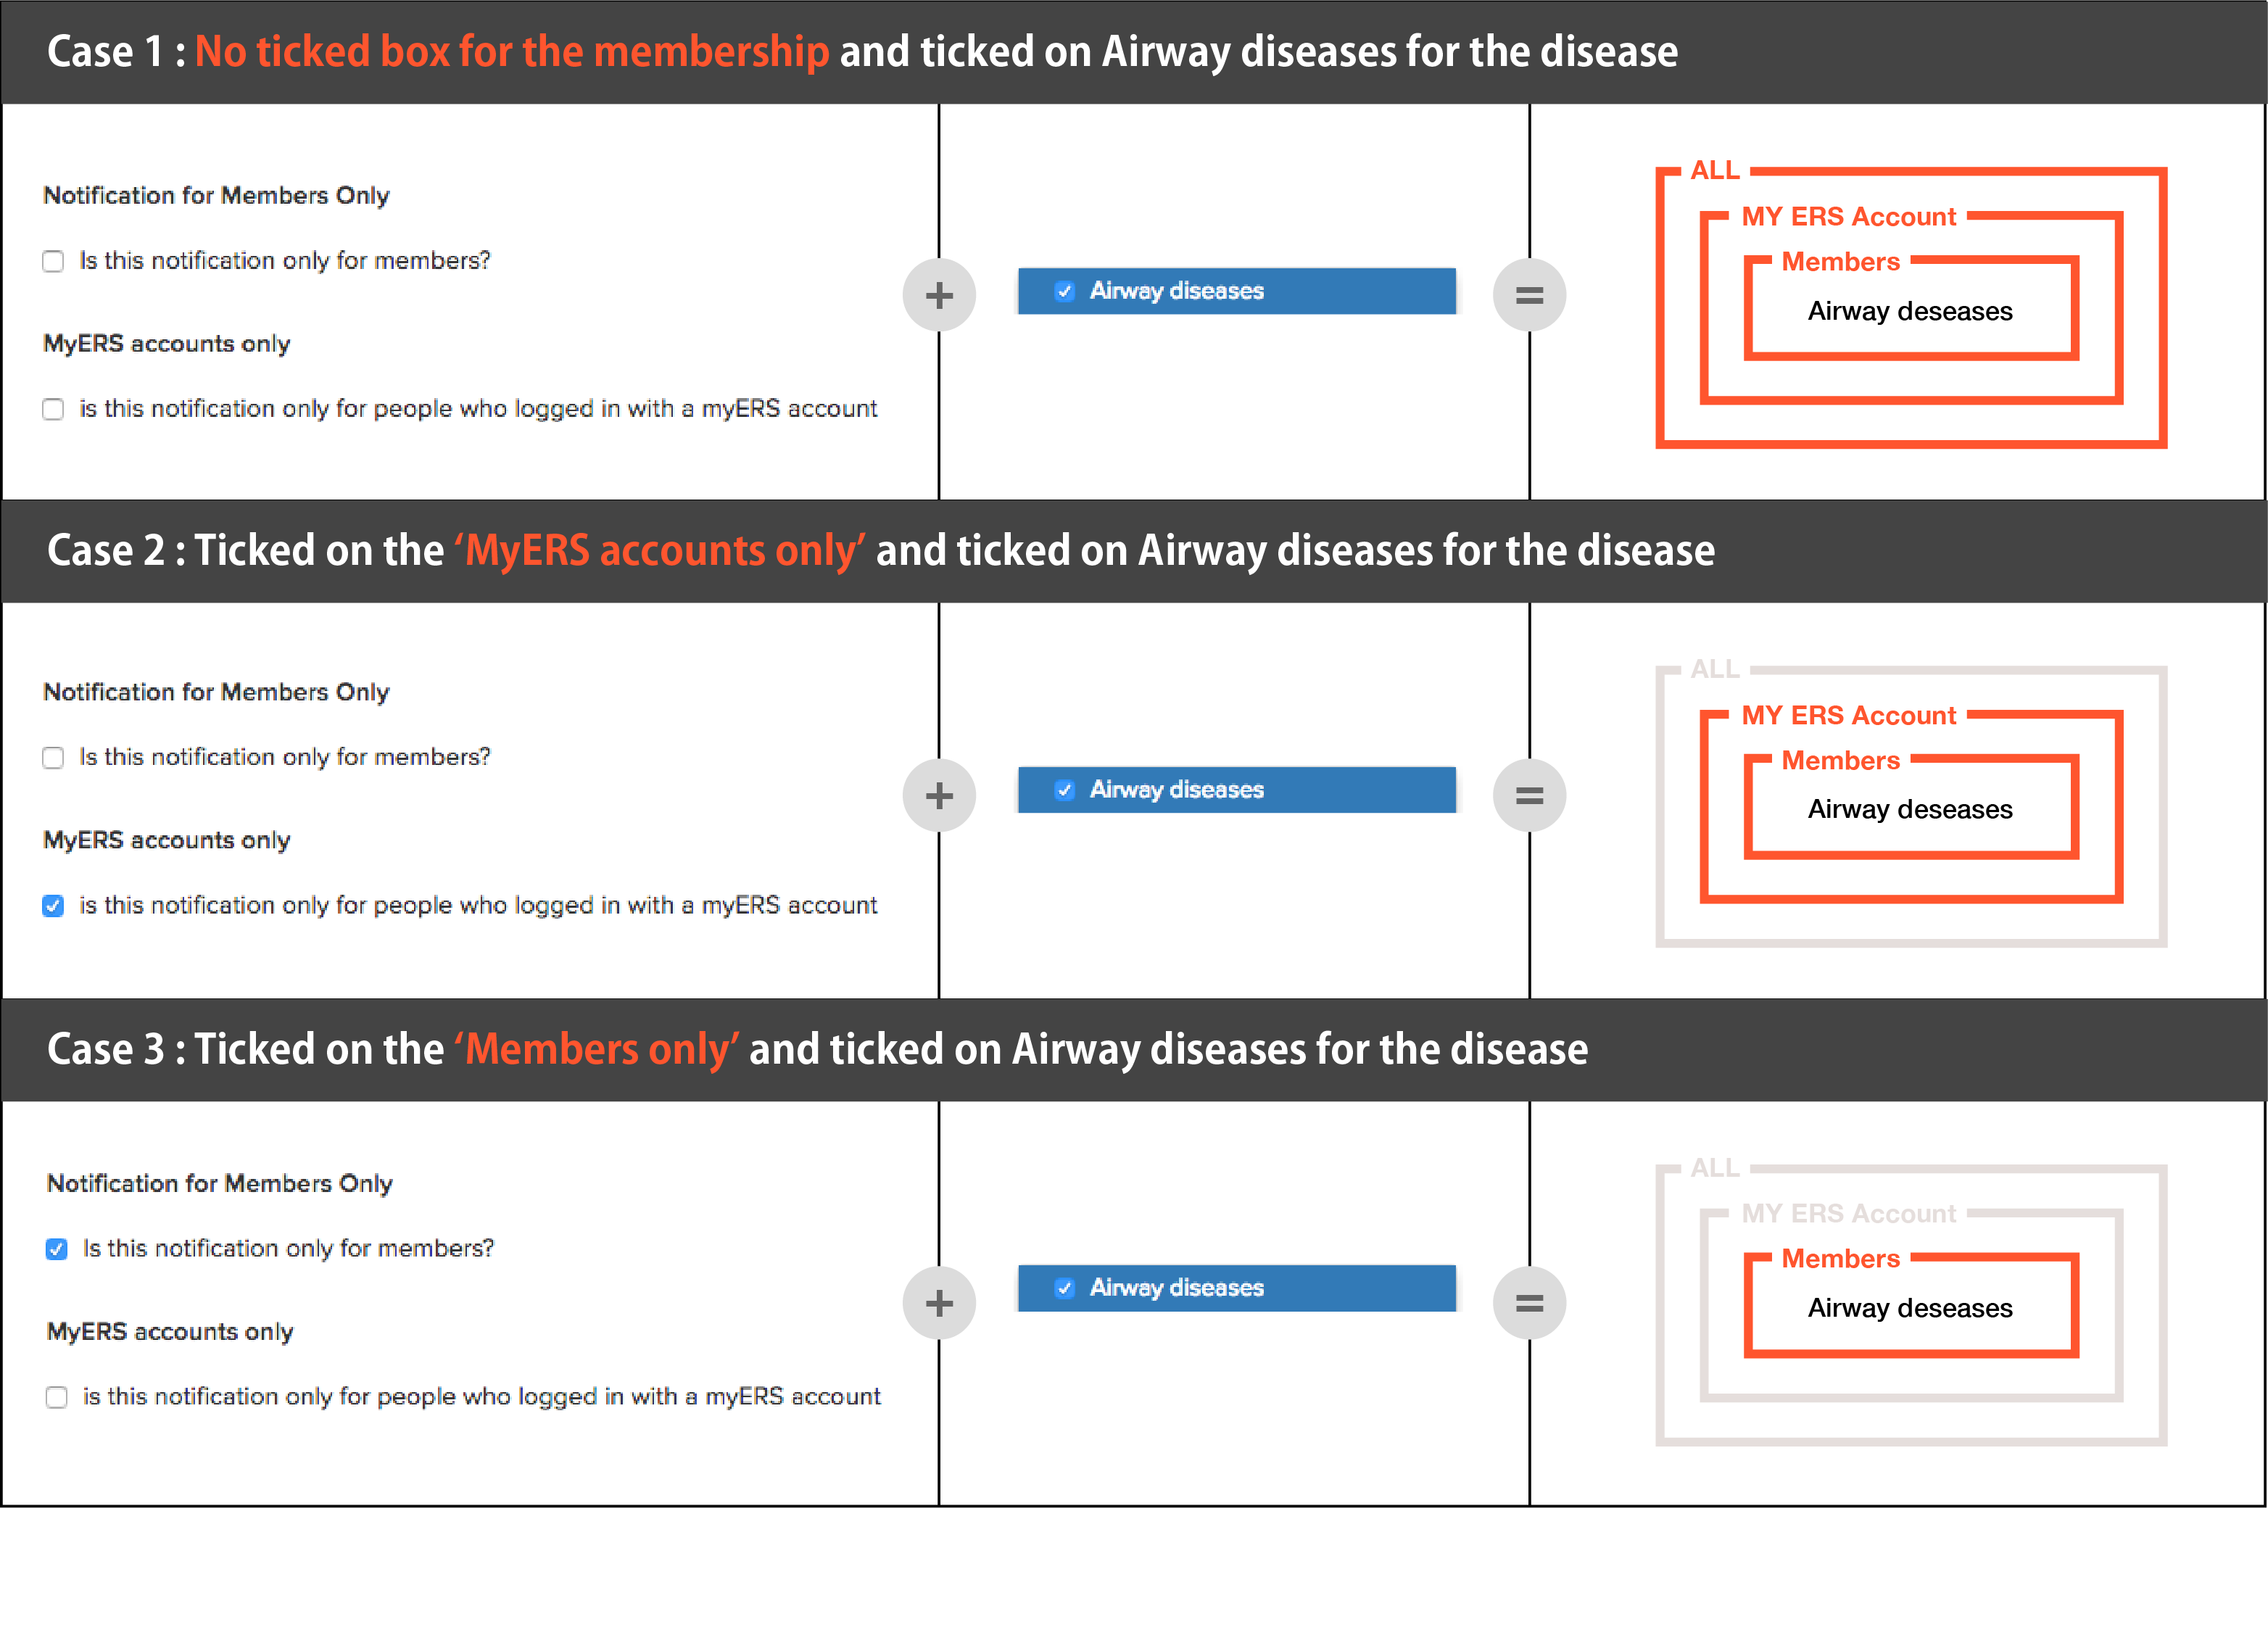 Case 1 : No ticked box for the membership and ticked on Airway diseases for the disease
Notification for Members Only
Is this notification only for members?
MyERS accounts only
is this notification only for people who logged in with a myERS account
+
Airway diseases
=
ALL
MY ERS Account
Members
Airway deseases
Case 2 : Ticked on the ‘MyERS accounts only’ and ticked on Airway diseases for the disease
Notification for Members Only
Is this notification only for members?
MyERS accounts only
is this notification only for people who logged in with a myERS account
+
Airway diseases
=
ALL
MY ERS Account
Members
Airway deseases
Case 3 : Ticked on the ‘Members only’ and ticked on Airway diseases for the disease
Notification for Members Only
Is this notification only for members?
MyERS accounts only
is this notification only for people who logged in with a myERS account
+
Airway diseases
=
ALL
MY ERS Account
Members
Airway deseases